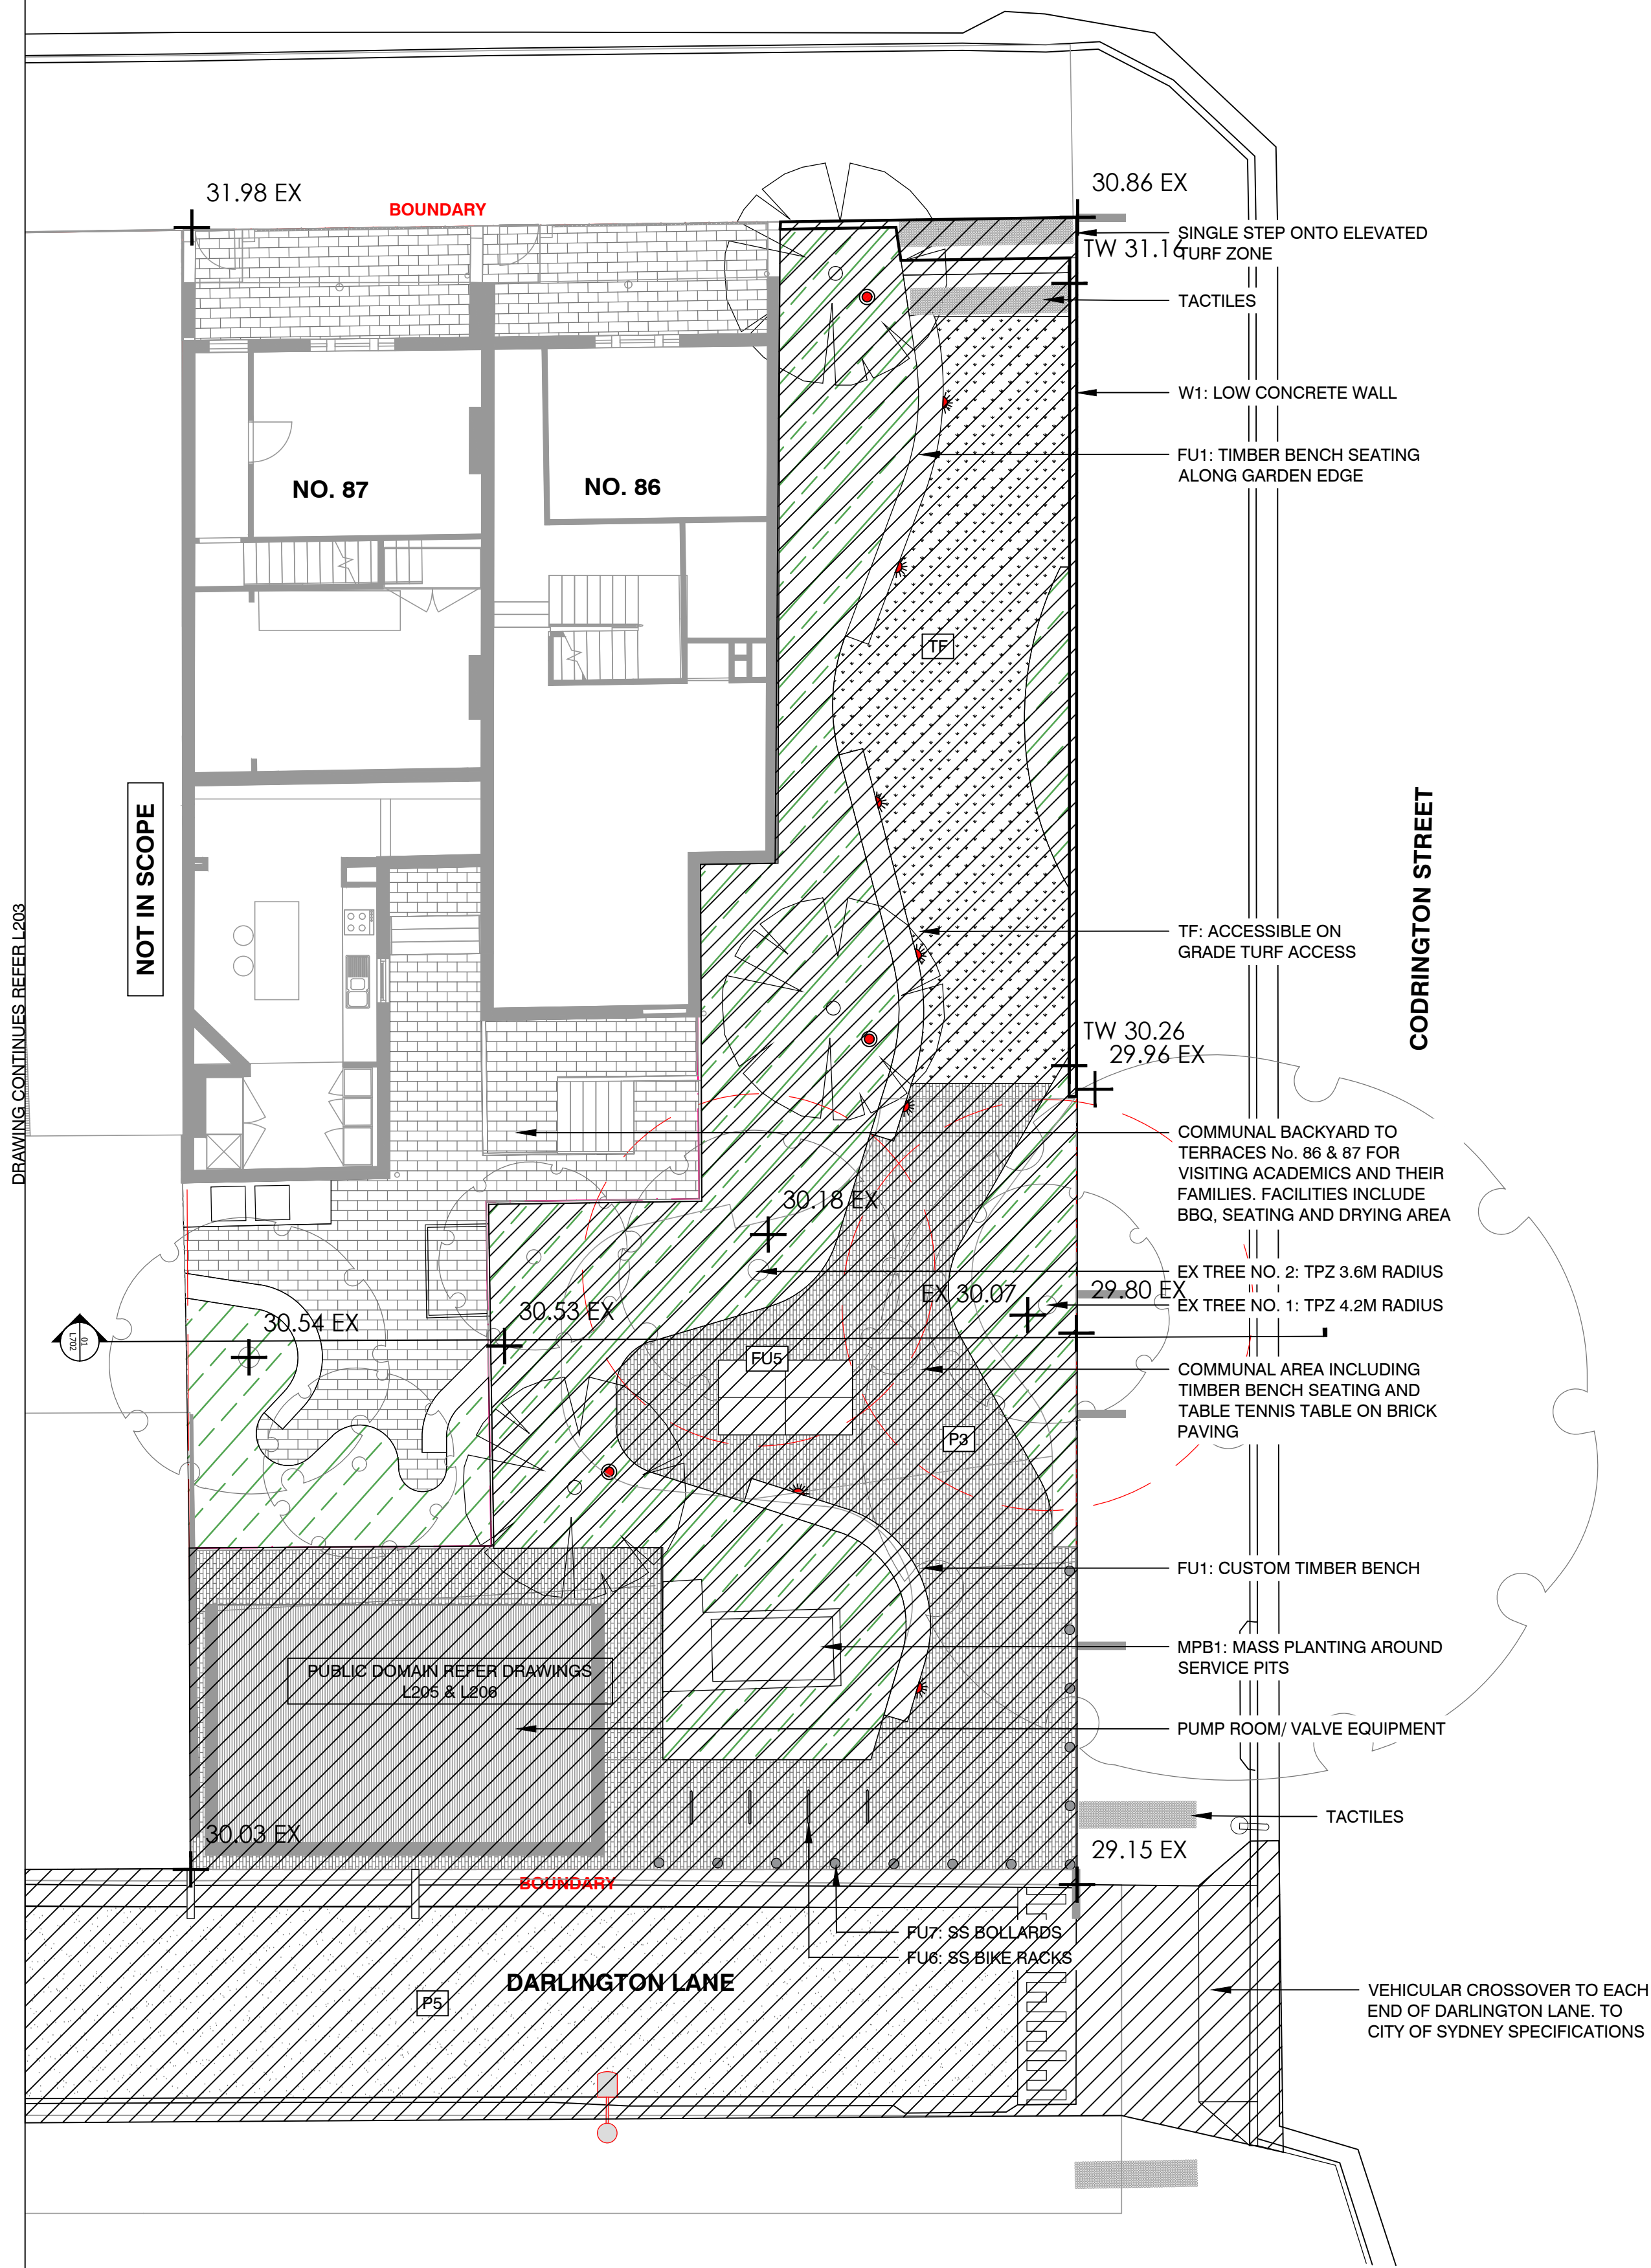 31.98 EX
BOUNDARY
30.86 EX
SINGLE STEP ONTO ELEVATED
TURF ZONE
TW 31.16
TACTILES
W1: LOW CONCRETE WALL
FU1: TIMBER BENCH SEATING
ALONG GARDEN EDGE
NO. 87
NO. 86
TF
NOT IN SCOPE
DRAWING CONTINUES REFER L203
CODRINGTON STREET
TF: ACCESSIBLE ON
GRADE TURF ACCESS
TW 30.26
29.96 EX
COMMUNAL BACKYARD TO
TERRACES No. 86 & 87 FOR
VISITING ACADEMICS AND THEIR
FAMILIES. FACILITIES INCLUDE
BBQ, SEATING AND DRYING AREA
30.18 EX
EX TREE NO. 2: TPZ 3.6M RADIUS
EX 30.07
29.80 EX
EX TREE NO. 1: TPZ 4.2M RADIUS
30.54 EX
30.53 EX
01
L702
FU5
COMMUNAL AREA INCLUDING
TIMBER BENCH SEATING AND
TABLE TENNIS TABLE ON BRICK
PAVING
P3
FU1: CUSTOM TIMBER BENCH
MPB1: MASS PLANTING AROUND
SERVICE PITS
PUBLIC DOMAIN REFER DRAWINGS
L205 & L206
PUMP ROOM/ VALVE EQUIPMENT
TACTILES
30.03 EX
29.15 EX
BOUNDARY
FU7: SS BOLLARDS
FU6: SS BIKE RACKS
DARLINGTON LANE
P5
VEHICULAR CROSSOVER TO EACH
END OF DARLINGTON LANE. TO
CITY OF SYDNEY SPECIFICATIONS